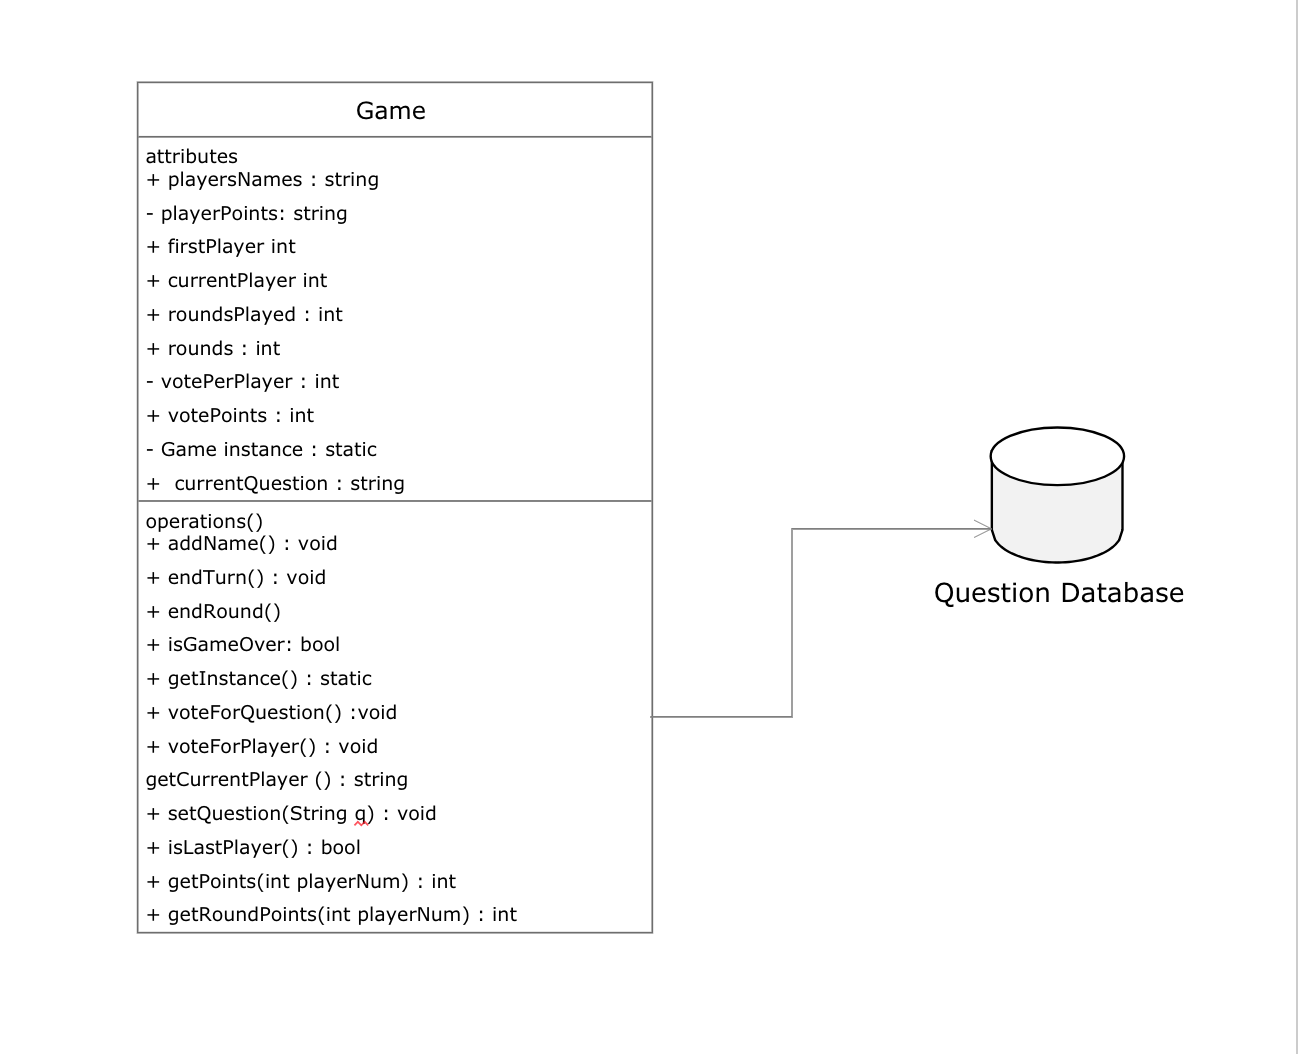 Game
attributes
+ playersNames : string
- playerPoints: string
+ firstPlayer int
+ currentPlayer int
+ roundsPlayed : int
+ rounds : int
- votePerPlayer : int
+ votePoints : int
- Game instance : static
+  currentQuestion : string
operations()
+ addName() : void
+ endTurn() : void
+ endRound()
+ isGameOver: bool
+ getInstance() : static
+ voteForQuestion() :void
+ voteForPlayer() : void
getCurrentPlayer () : string
+ setQuestion(String q) : void
+ isLastPlayer() : bool
+ getPoints(int playerNum) : int
+ getRoundPoints(int playerNum) : int
Question Database